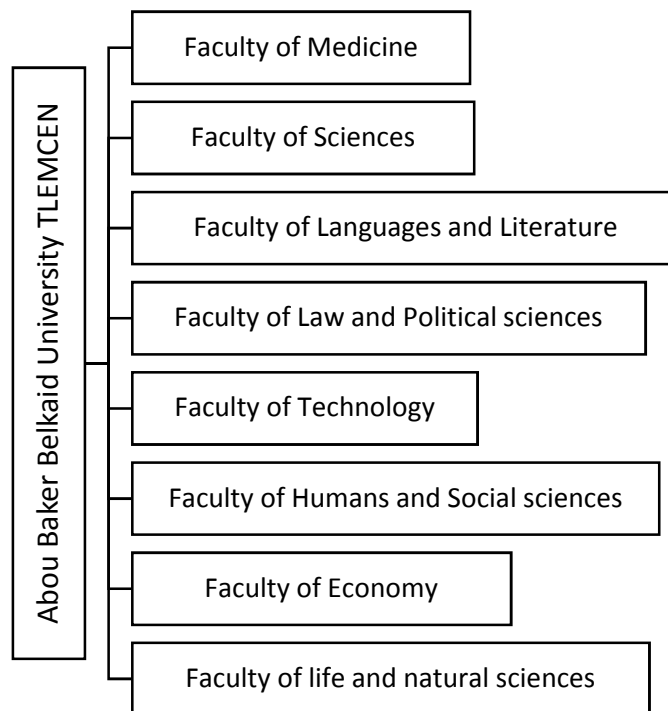 Abou Baker Belkaid University TLEMCEN
Faculty of Medicine
Faculty of Sciences
Faculty of Languages and Literature
Faculty of Law and Political sciences
Faculty of Technology
Faculty of Humans and Social sciences
Faculty of Economy
Faculty of life and natural sciences